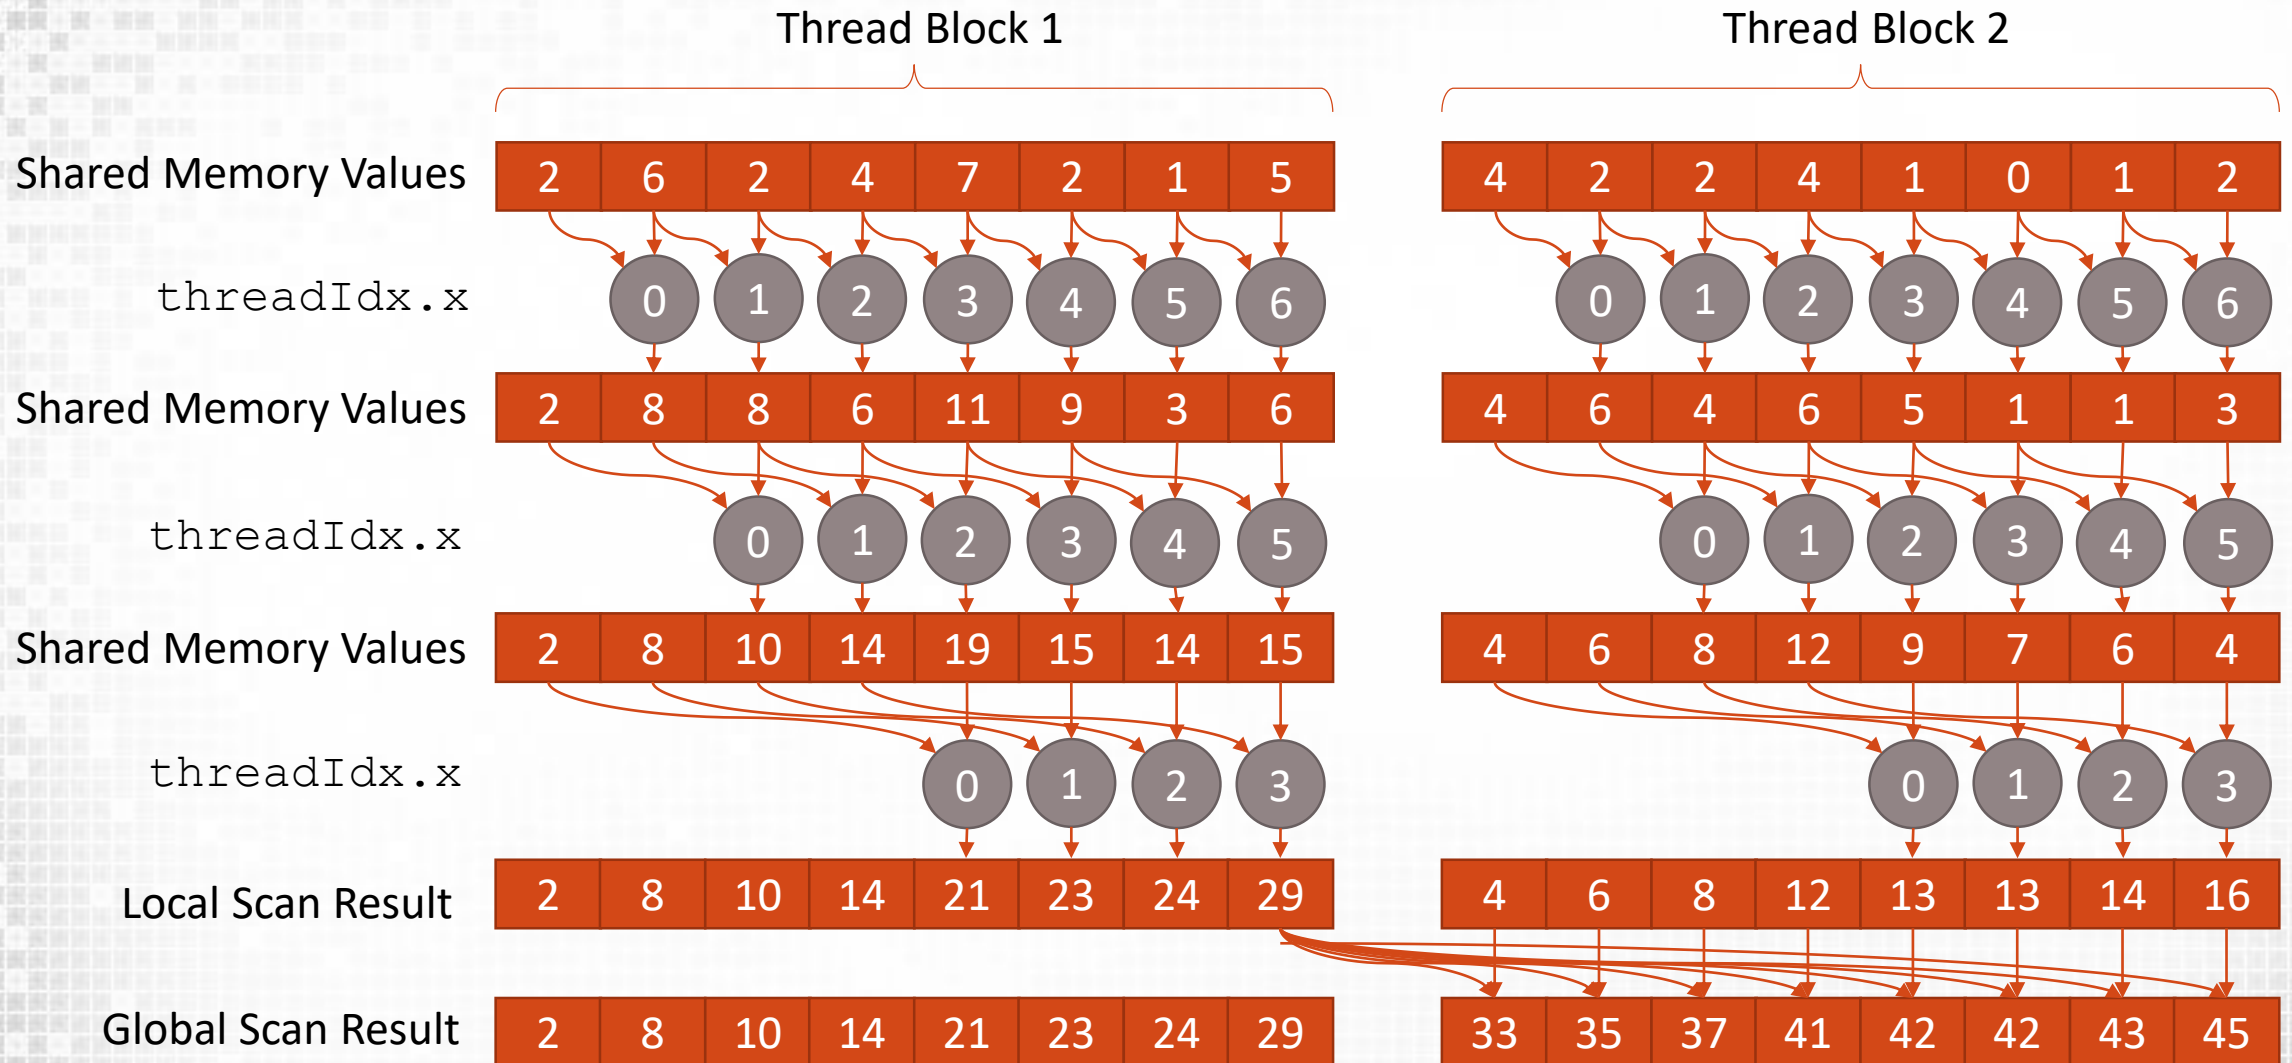 Thread Block 1 Thread Block 2
Shared Memory Values 2 6 2 4 7 2 1 5 4 2 2 4 1 0 1 2
threadIdx.x 0 1 2 3 4 5 6 0 1 2 3 4 5 6
Shared Memory Values 2 8 8 6 11 9 3 6 4 6 4 6 5 1 1 3
threadIdx.x 0 1 2 3 4 5 0 1 2 3 4 5
Shared Memory Values 2 8 10 14 19 15 14 15 4 6 8 12 9 7 6 4
threadIdx.x 0 1 2 3 0 1 2 3
Local Scan Result 2 8 10 14 21 23 24 29 4 6 8 12 13 13 14 16
Global Scan Result 2 8 10 14 21 23 24 29 33 35 37 41 42 42 43 45